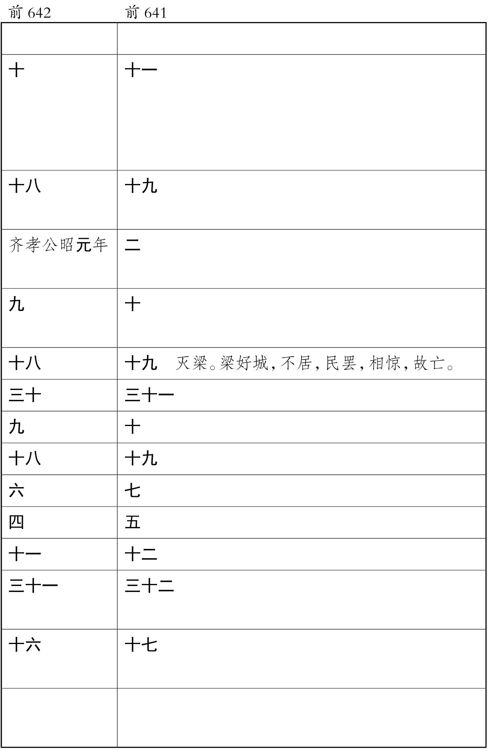 前 642 前 641
十 十一
十八 十九
齐孝公昭元年 二
九 十
十八 十九 灭梁。梁好城，不居，民罢，相惊，故亡。
三十 三十一
九 十
十八 十九
六 七
四 五
十一 十二
三十一 三十二
十六 十七